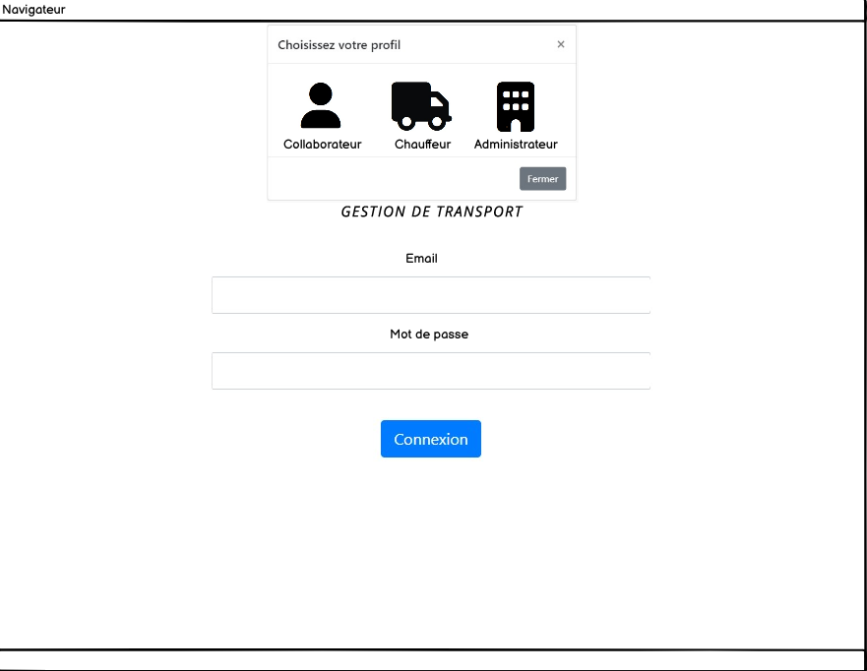 Navigateur
Choisissez votre profil ×
Collaborateur Chauffeur Administrateur
Fermer
GESTION DE TRANSPORT
Email
Mot de passe
Connexion